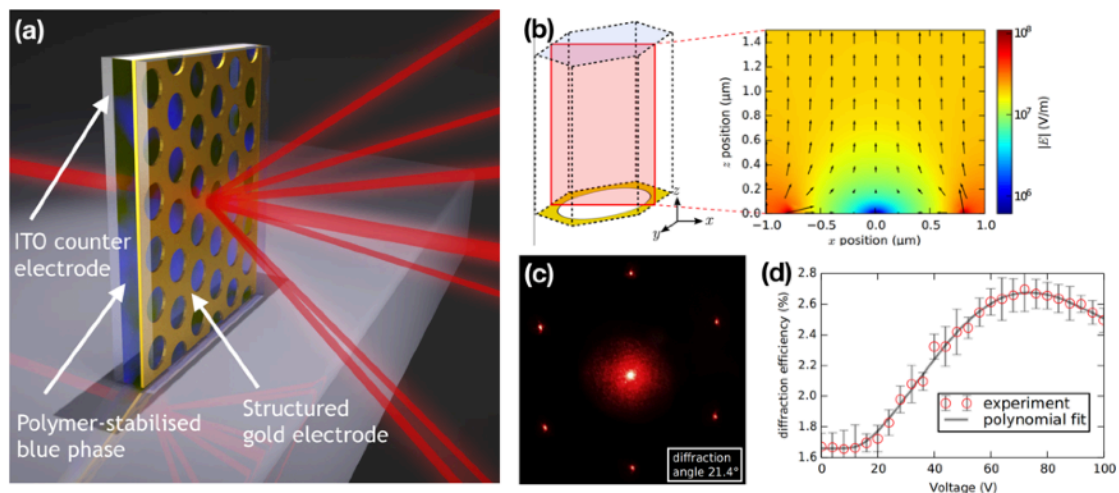 (a)
ITO counter
electrode
Polymer-stabilised
blue phase
Structured
gold electrode
(b)
z
y
x
z position (μm)
1.4
1.2
1.0
0.8
0.6
0.4
0.2
0.0
−1.0
−0.5
0.0
0.5
1.0
x position (μm)
10⁸
10⁷
10⁶
|E| (V/m)
(c)
diffraction
angle 21.4°
(d)
diffraction efficiency (%)
2.8
2.6
2.4
2.2
2.0
1.8
1.6
experiment
polynomial fit
0
20
40
60
80
100
Voltage (V)